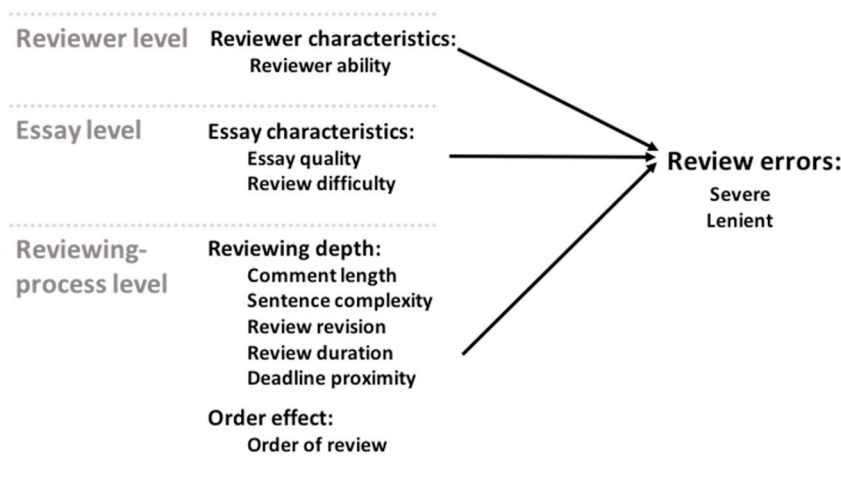 Reviewer level
Reviewer characteristics:
Reviewer ability
Essay level
Essay characteristics:
Essay quality
Review difficulty
Reviewing-
process level
Reviewing depth:
Comment length
Sentence complexity
Review revision
Review duration
Deadline proximity
Order effect:
Order of review
Review errors:
Severe
Lenient